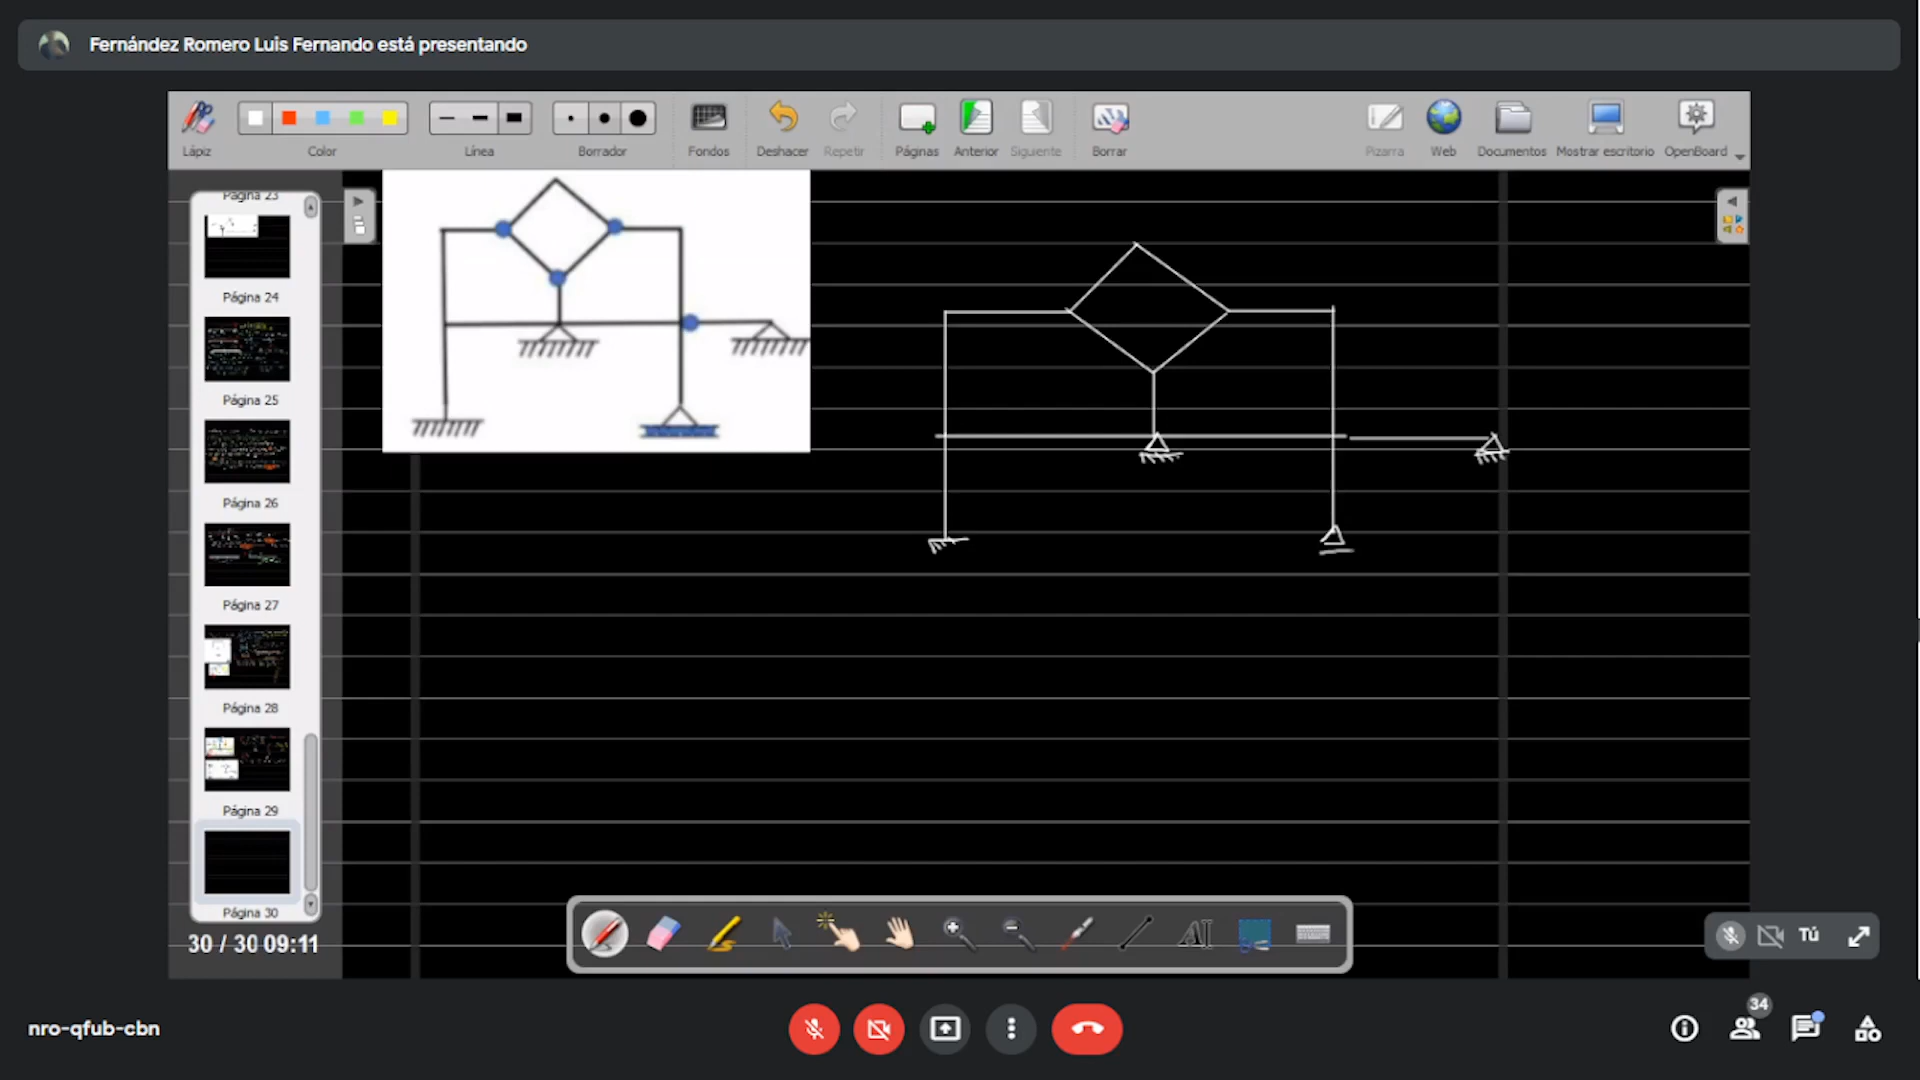 Fernández Romero Luis Fernando está presentando
Lápiz
Color
Línea
Borrador
Fondos
Deshacer
Repetir
Páginas
Anterior
Siguiente
Borrar
Pizarra
Web
Documentos
Mostrar escritorio
OpenBoard
Página 23
Página 24
Página 25
Página 26
Página 27
Página 28
Página 29
Página 30
30 / 30 09:11
AI
Tú
nro-qfub-cbn
34